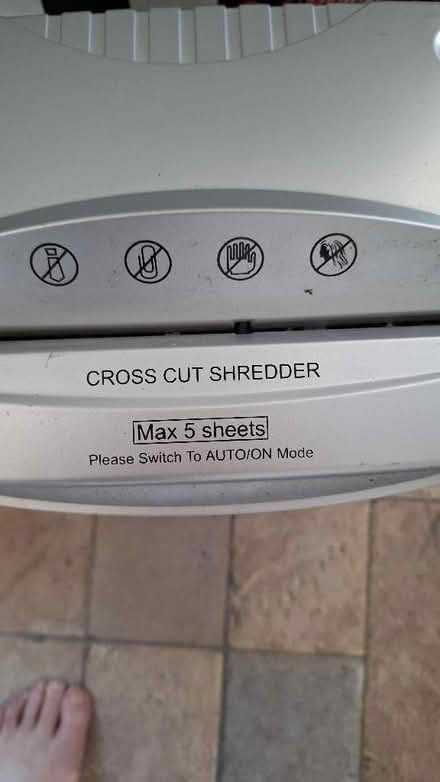 CROSS CUT SHREDDER
Max 5 sheets
Please Switch To AUTO/ON Mode